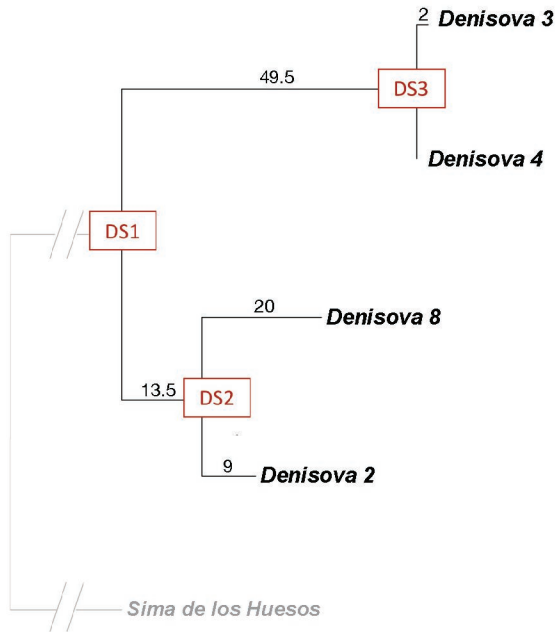 2 Denisova 3
49.5
DS3
Denisova 4
DS1
20
Denisova 8
13.5
DS2
9
Denisova 2
Sima de los Huesos